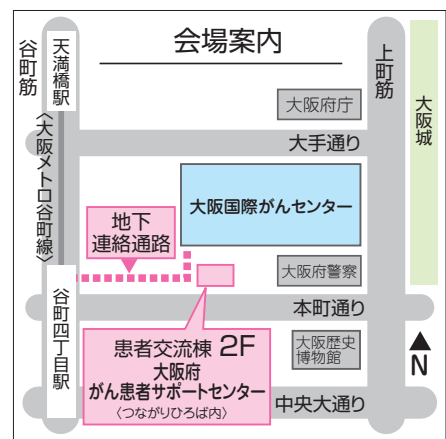 会場案内
谷町筋
天満橋駅
上町筋
大阪城
大阪府庁
大手通り
〈大阪メトロ谷町線〉
大阪国際がんセンター
地下
連絡通路
大阪府警察
谷町四丁目駅
本町通り
患者交流棟 2F
大阪府
がん患者サポートセンター
〈つながりひろば内〉
大阪歴史
博物館
N
中央大通り